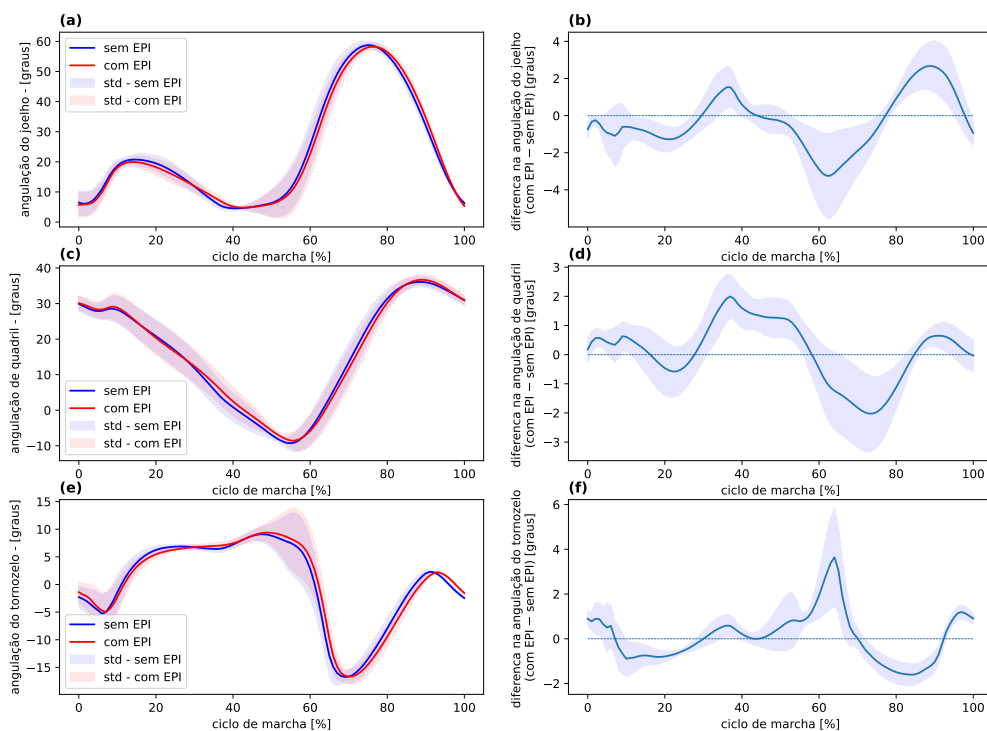 (a)
angulação do joelho - [graus]
60
50
40
30
20
10
0
sem EPI
com EPI
std - sem EPI
std - com EPI
0 20 40 60 80 100
ciclo de marcha [%]
(b)
diferenca na angulação do joelho
(com EPI − sem EPI) [graus]
4
2
0
−2
−4
0 20 40 60 80 100
ciclo de marcha [%]
(c)
angulação de quadril - [graus]
40
30
20
10
0
−10
sem EPI
com EPI
std - sem EPI
std - com EPI
0 20 40 60 80 100
ciclo de marcha [%]
(d)
diferenca na angulação de quadril
(com EPI − sem EPI) [graus]
3
2
1
0
−1
−2
−3
0 20 40 60 80 100
ciclo de marcha [%]
(e)
angulação do tornozelo - [graus]
15
10
5
0
−5
−10
−15
sem EPI
com EPI
std - sem EPI
std - com EPI
0 20 40 60 80 100
ciclo de marcha [%]
(f)
diferenca na angulação do tornozelo
(com EPI − sem EPI) [graus]
6
4
2
0
−2
0 20 40 60 80 100
ciclo de marcha [%]